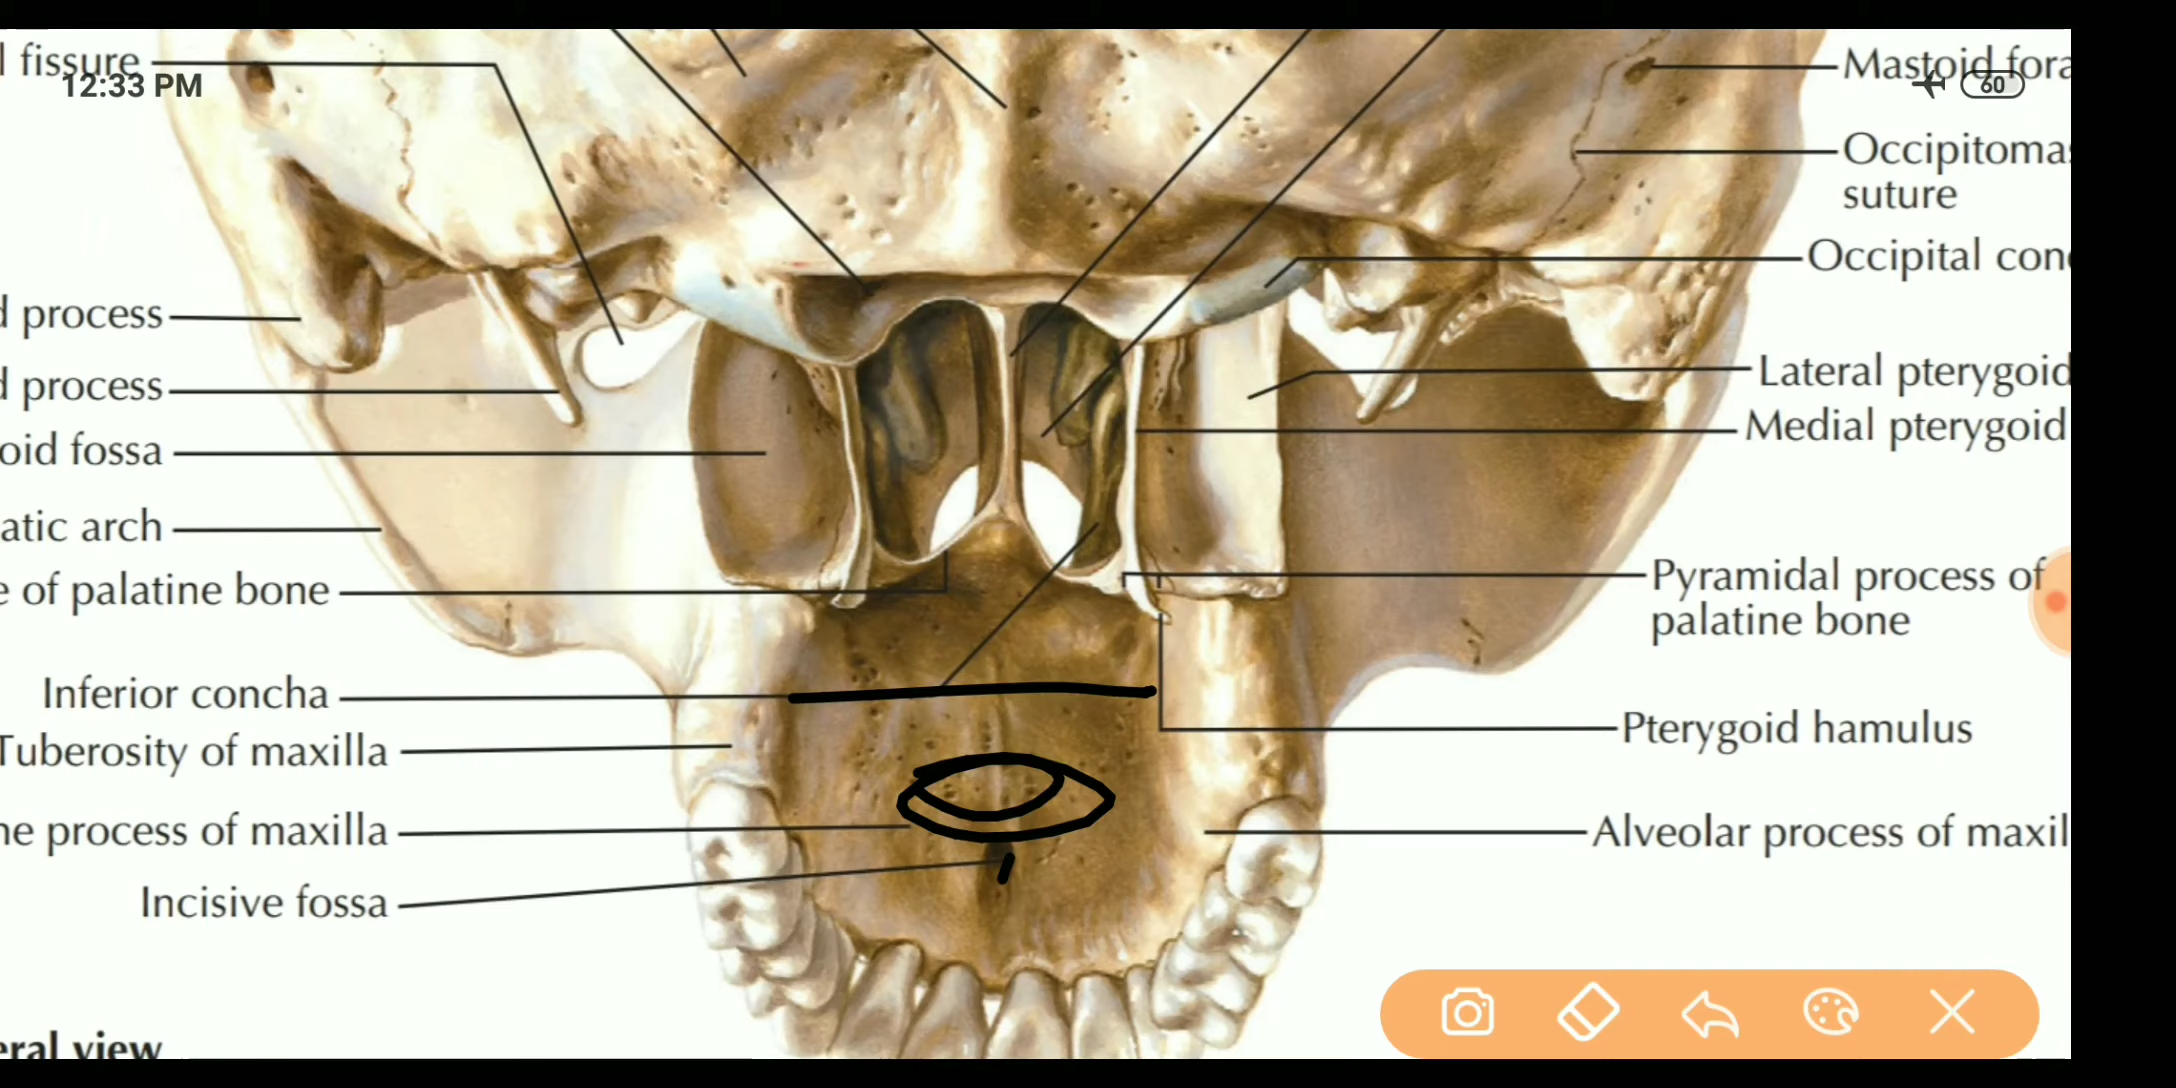 l fissure
12:33 PM
60
Mastoid fora
Occipitomas
suture
Occipital con
d process
d process
oid fossa
atic arch
e of palatine bone
Inferior concha
Tuberosity of maxilla
ne process of maxilla
Incisive fossa
Lateral pterygoid
Medial pterygoid
Pyramidal process of
palatine bone
Pterygoid hamulus
Alveolar process of maxil
eral view